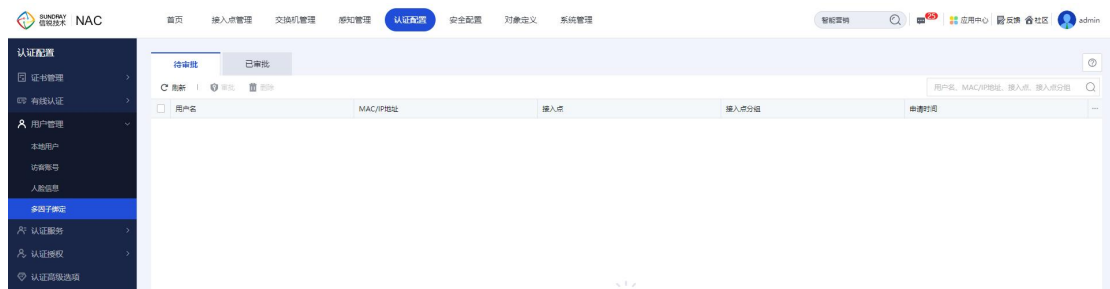 SUNDRAY 信锐技术 NAC 首页 接入点管理 交换机管理 感知管理 认证配置 安全配置 对象定义 系统管理 智能营销 25 应用中心 反馈 社区 admin
认证配置
待审批 已审批
证书管理
刷新 审批 删除 用户名、MAC/IP地址、接入点、接入点分组
有线认证
用户名 MAC/IP地址 接入点 接入点分组 申请时间
用户管理
本地用户
访客账号
人脸信息
多因子绑定
认证服务
认证授权
认证高级选项